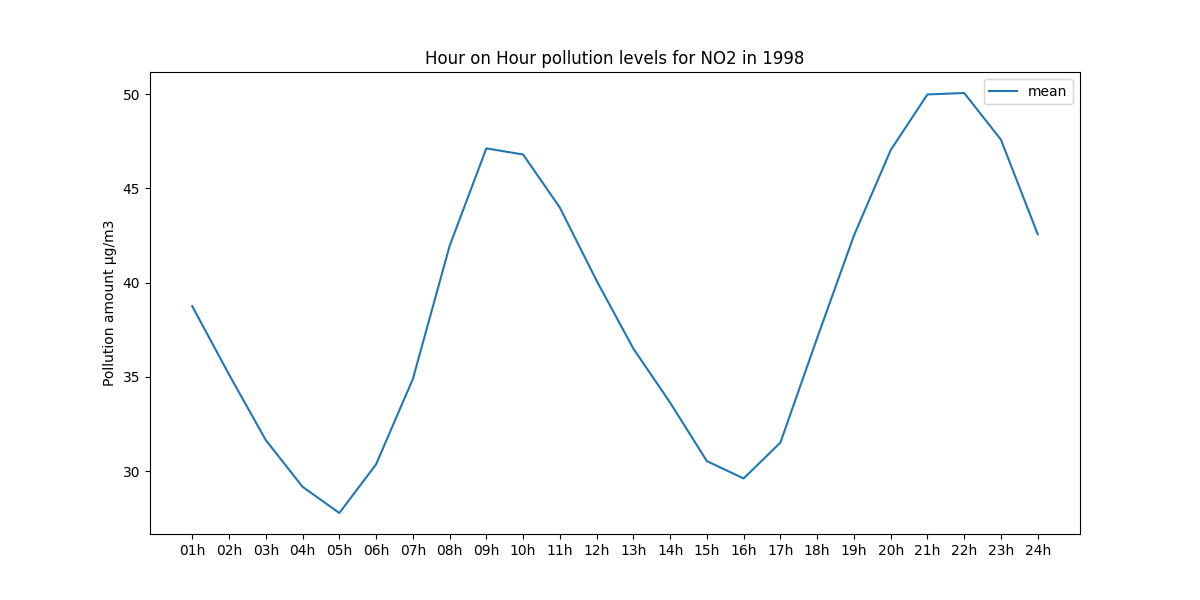 Hour on Hour pollution levels for NO2 in 1998
mean
Pollution amount µg/m3
50
45
40
35
30
01h 02h 03h 04h 05h 06h 07h 08h 09h 10h 11h 12h 13h 14h 15h 16h 17h 18h 19h 20h 21h 22h 23h 24h